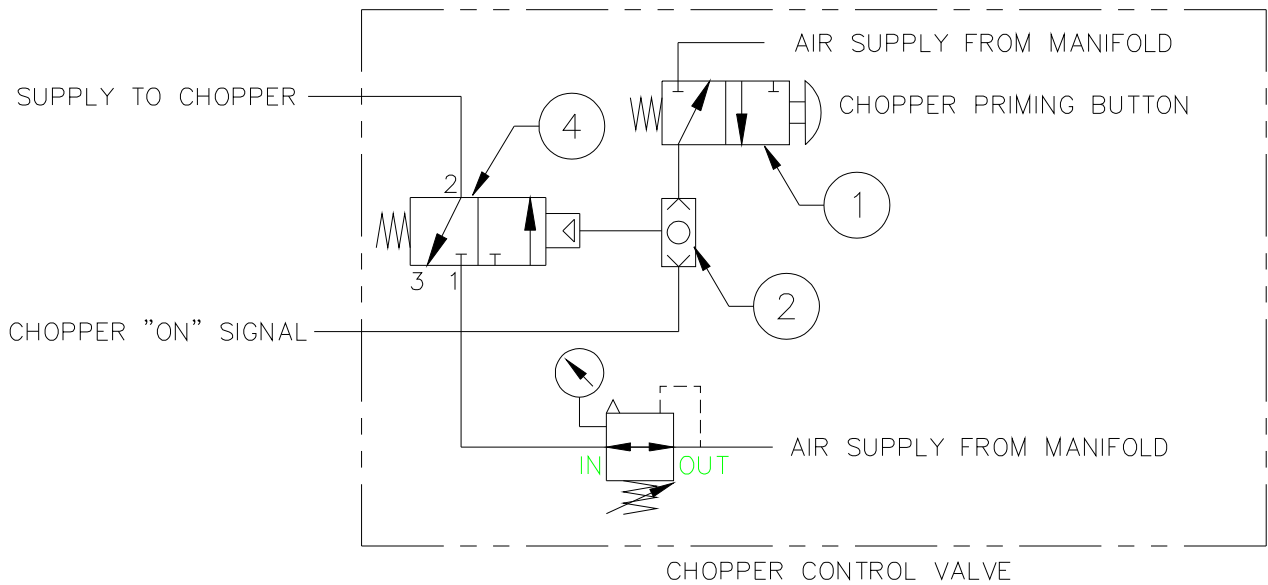 AIR SUPPLY FROM MANIFOLD
SUPPLY TO CHOPPER
CHOPPER PRIMING BUTTON
4
2
1
3 1
2
CHOPPER "ON" SIGNAL
AIR SUPPLY FROM MANIFOLD
IN OUT
CHOPPER CONTROL VALVE